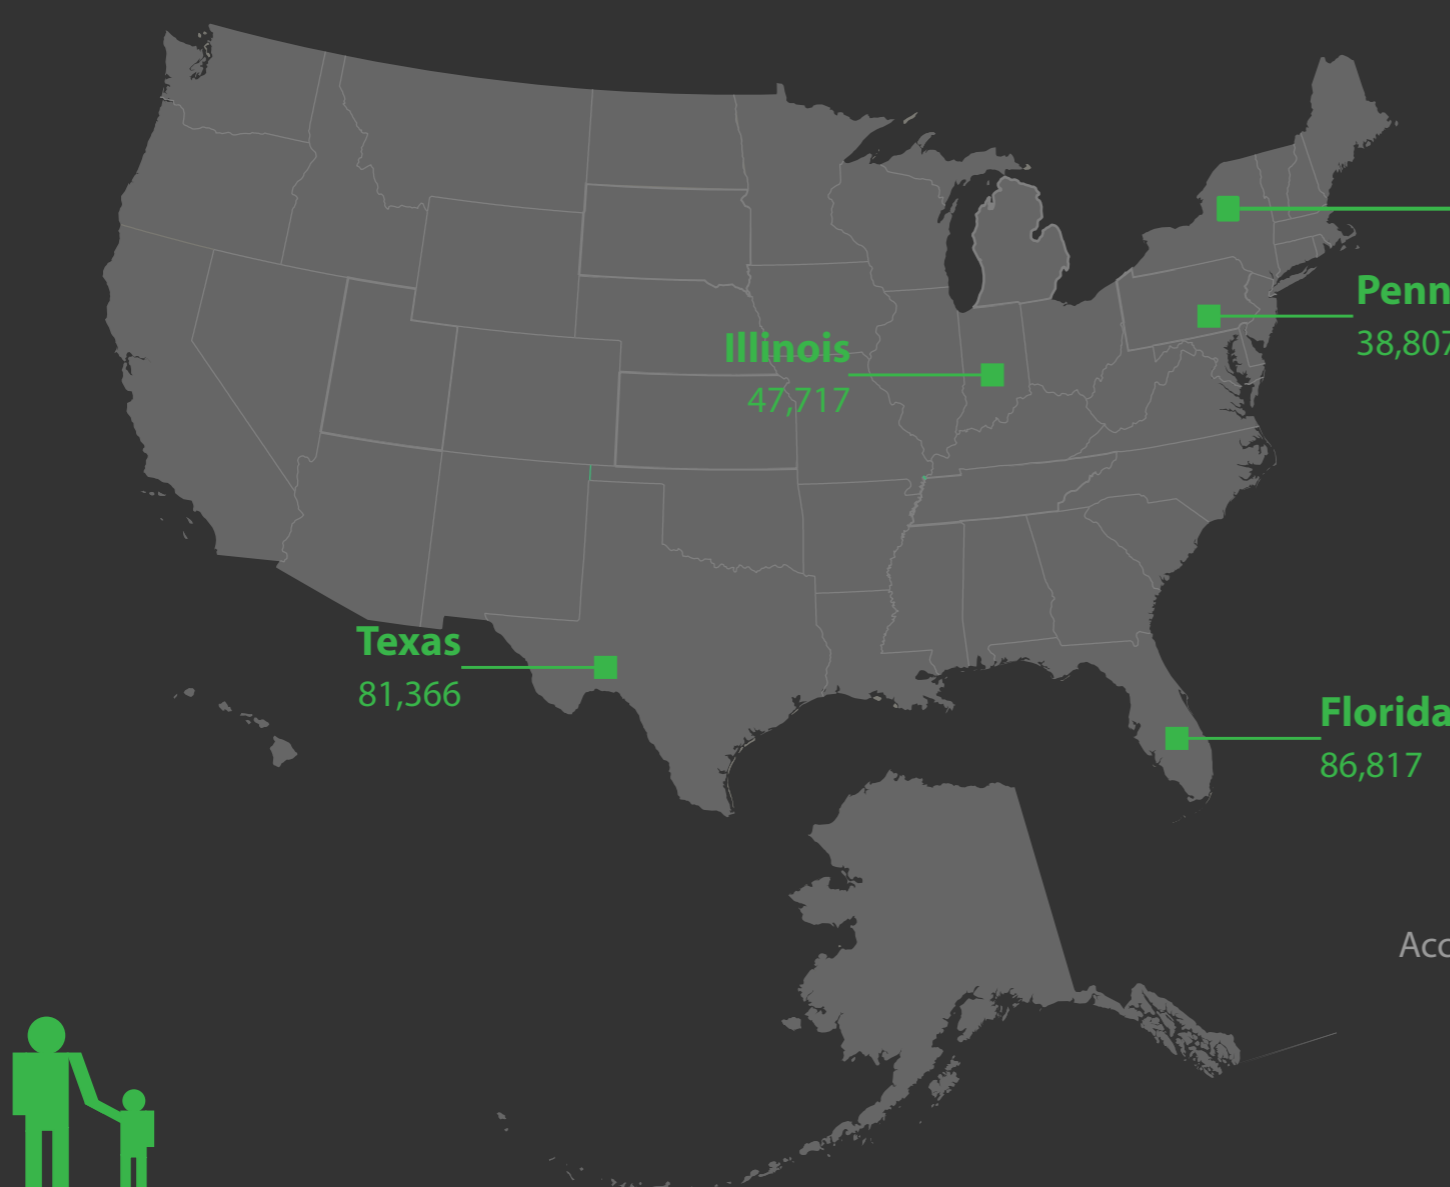 Penn
38,807
Illinois
47,717
Texas
81,366
Florida
86,817
Acc